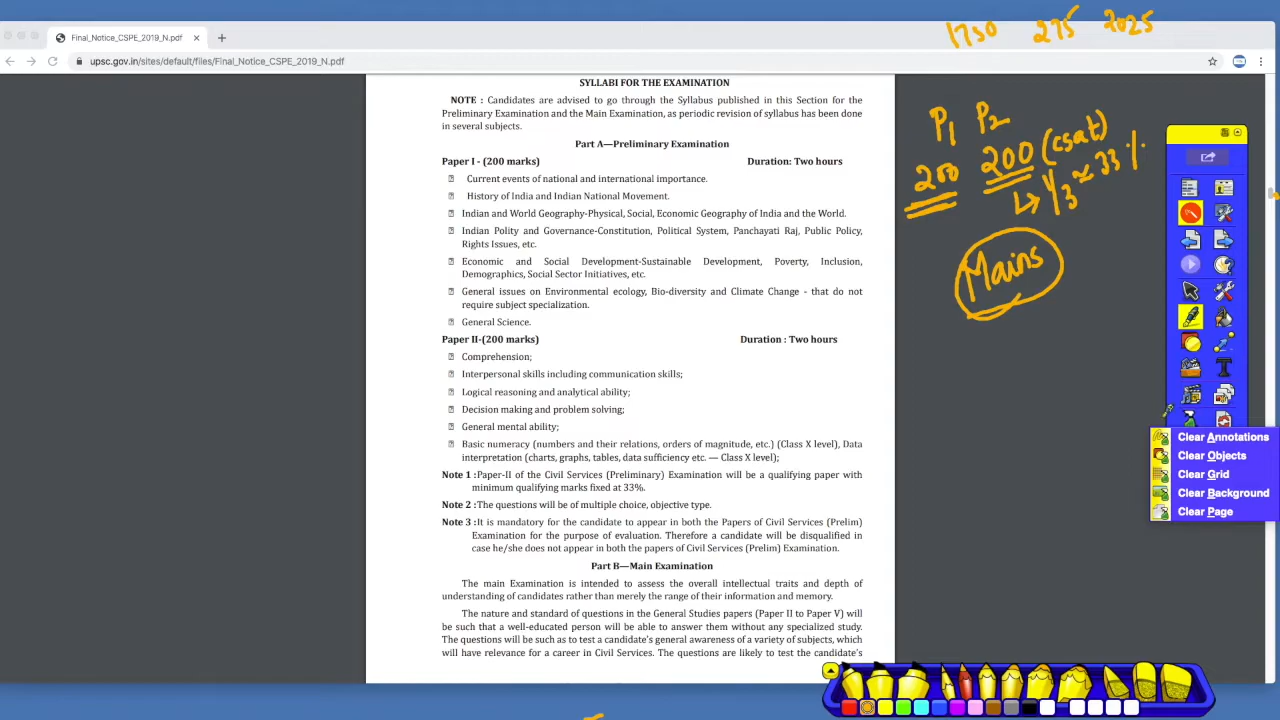 1750 275 2025
Final_Notice_CSPE_2019_N.pdf
upsc.gov.in/sites/default/files/Final_Notice_CSPE_2019_N.pdf
SYLLABI FOR THE EXAMINATION
NOTE : Candidates are advised to go through the Syllabus published in this Section for the
Preliminary Examination and the Main Examination, as periodic revision of syllabus has been done
in several subjects.
Part A—Preliminary Examination
Paper I - (200 marks) Duration: Two hours
Current events of national and international importance.
History of India and Indian National Movement.
Indian and World Geography-Physical, Social, Economic Geography of India and the World.
Indian Polity and Governance-Constitution, Political System, Panchayati Raj, Public Policy,
Rights Issues, etc.
Economic and Social Development-Sustainable Development, Poverty, Inclusion,
Demographics, Social Sector Initiatives, etc.
General issues on Environmental ecology, Bio-diversity and Climate Change - that do not
require subject specialization.
General Science.
Paper II-(200 marks) Duration : Two hours
Comprehension;
Interpersonal skills including communication skills;
Logical reasoning and analytical ability;
Decision making and problem solving;
General mental ability;
Basic numeracy (numbers and their relations, orders of magnitude, etc.) (Class X level), Data
interpretation (charts, graphs, tables, data sufficiency etc. — Class X level);
Note 1 :Paper-II of the Civil Services (Preliminary) Examination will be a qualifying paper with
minimum qualifying marks fixed at 33%.
Note 2 :The questions will be of multiple choice, objective type.
Note 3 :It is mandatory for the candidate to appear in both the Papers of Civil Services (Prelim)
Examination for the purpose of evaluation. Therefore a candidate will be disqualified in
case he/she does not appear in both the papers of Civil Services (Prelim) Examination.
Part B—Main Examination
The main Examination is intended to assess the overall intellectual traits and depth of
understanding of candidates rather than merely the range of their information and memory.
The nature and standard of questions in the General Studies papers (Paper II to Paper V) will
be such that a well-educated person will be able to answer them without any specialized study.
The questions will be such as to test a candidate's general awareness of a variety of subjects, which
will have relevance for a career in Civil Services. The questions are likely to test the candidate's
P1 P2
200 200 (csat)
↳ 1/3 ≈ 33 %
Mains
Clear Annotations
Clear Objects
Clear Grid
Clear Background
Clear Page